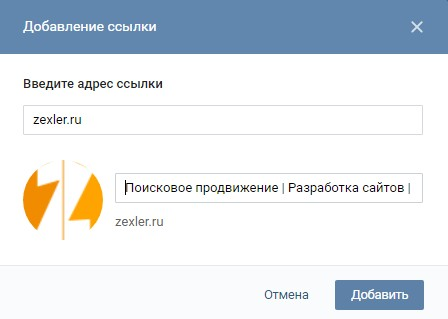 Добавление ссылки
Введите адрес ссылки
zexler.ru
Поисковое продвижение | Разработка сайтов |
zexler.ru
Отмена Добавить